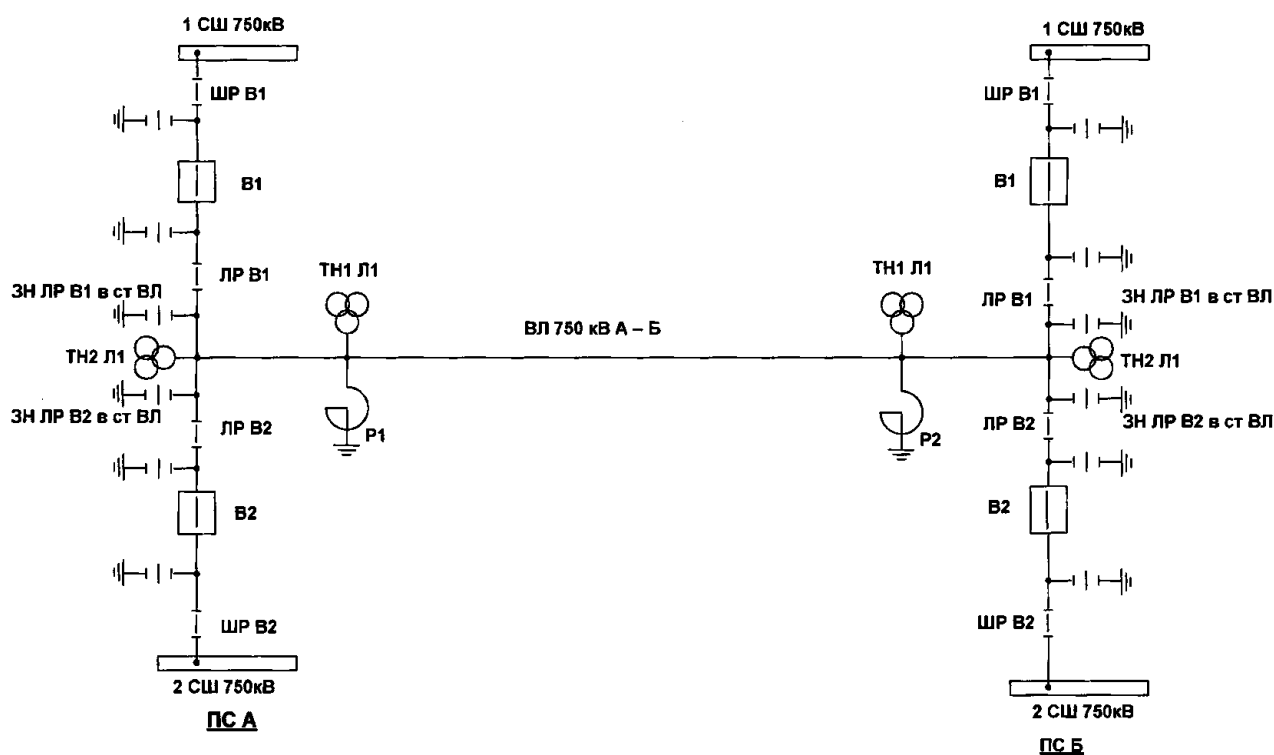 1 СШ 750кВ
ШР В1
В1
ЛР В1
ЗН ЛР В1 в ст ВЛ
ТН2 Л1
ЗН ЛР В2 в ст ВЛ
ЛР В2
В2
ШР В2
2 СШ 750кВ
ПС А
ТН1 Л1
Р1
ВЛ 750 кВ А – Б
ТН1 Л1
Р2
1 СШ 750кВ
ШР В1
В1
ЛР В1
ЗН ЛР В1 в ст ВЛ
ТН2 Л1
ЗН ЛР В2 в ст ВЛ
ЛР В2
В2
ШР В2
2 СШ 750кВ
ПС Б